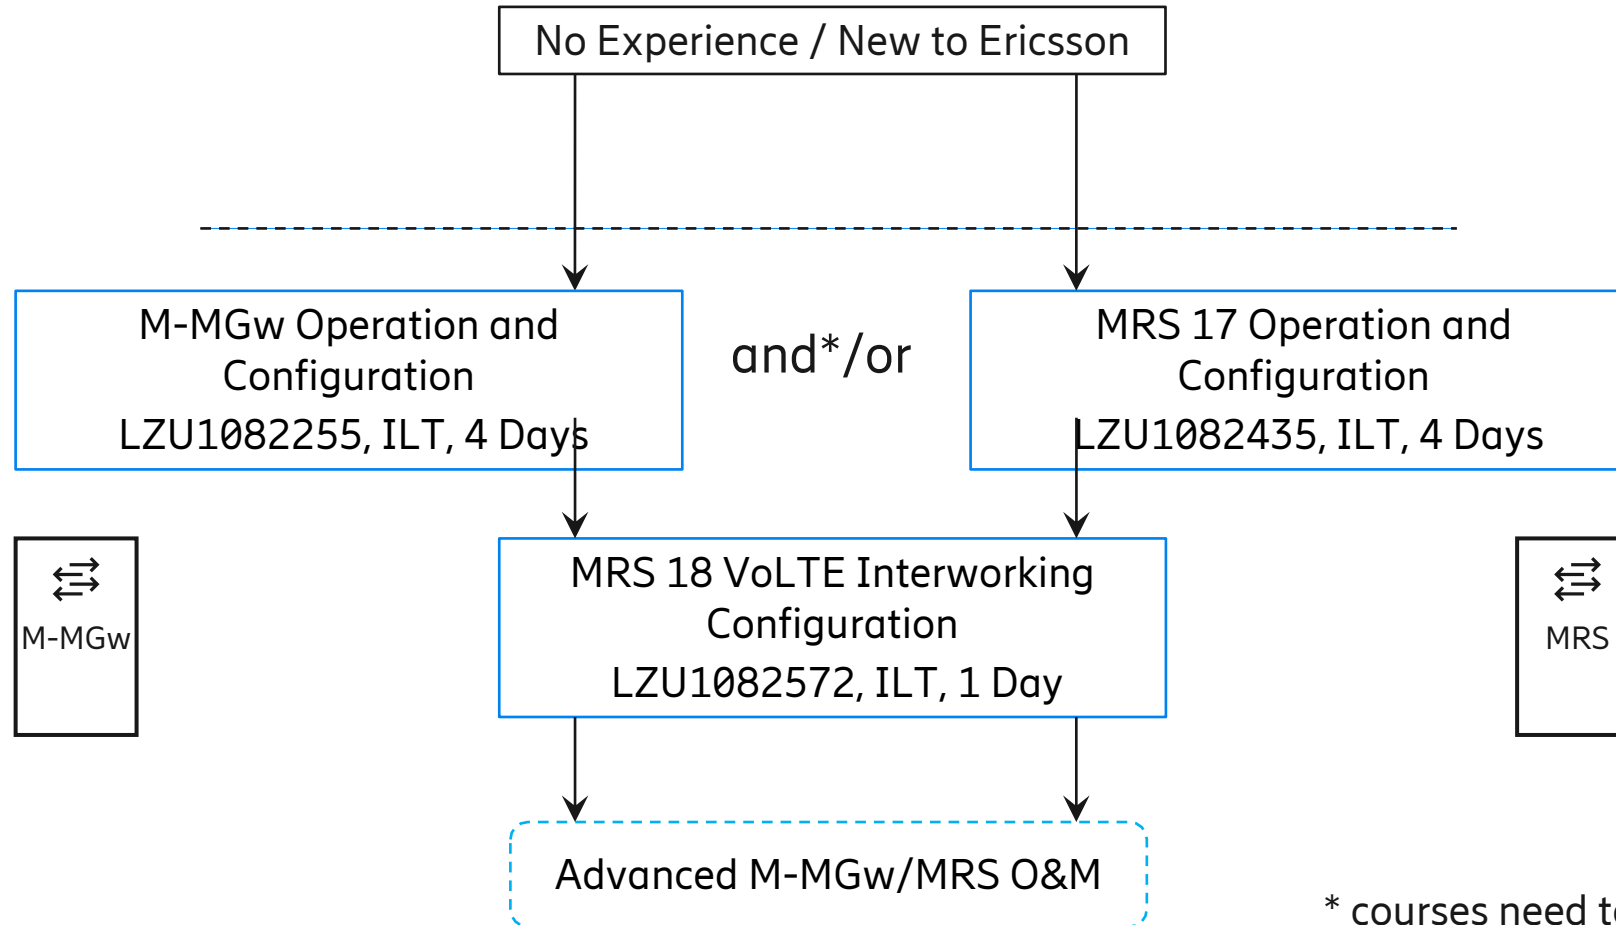 No Experience / New to Ericsson
M-MGw Operation and
Configuration
LZU1082255, ILT, 4 Days
and*/or
MRS 17 Operation and
Configuration
LZU1082435, ILT, 4 Days
M-MGw
MRS 18 VoLTE Interworking
Configuration
LZU1082572, ILT, 1 Day
MRS
Advanced M-MGw/MRS O&M
* courses need to